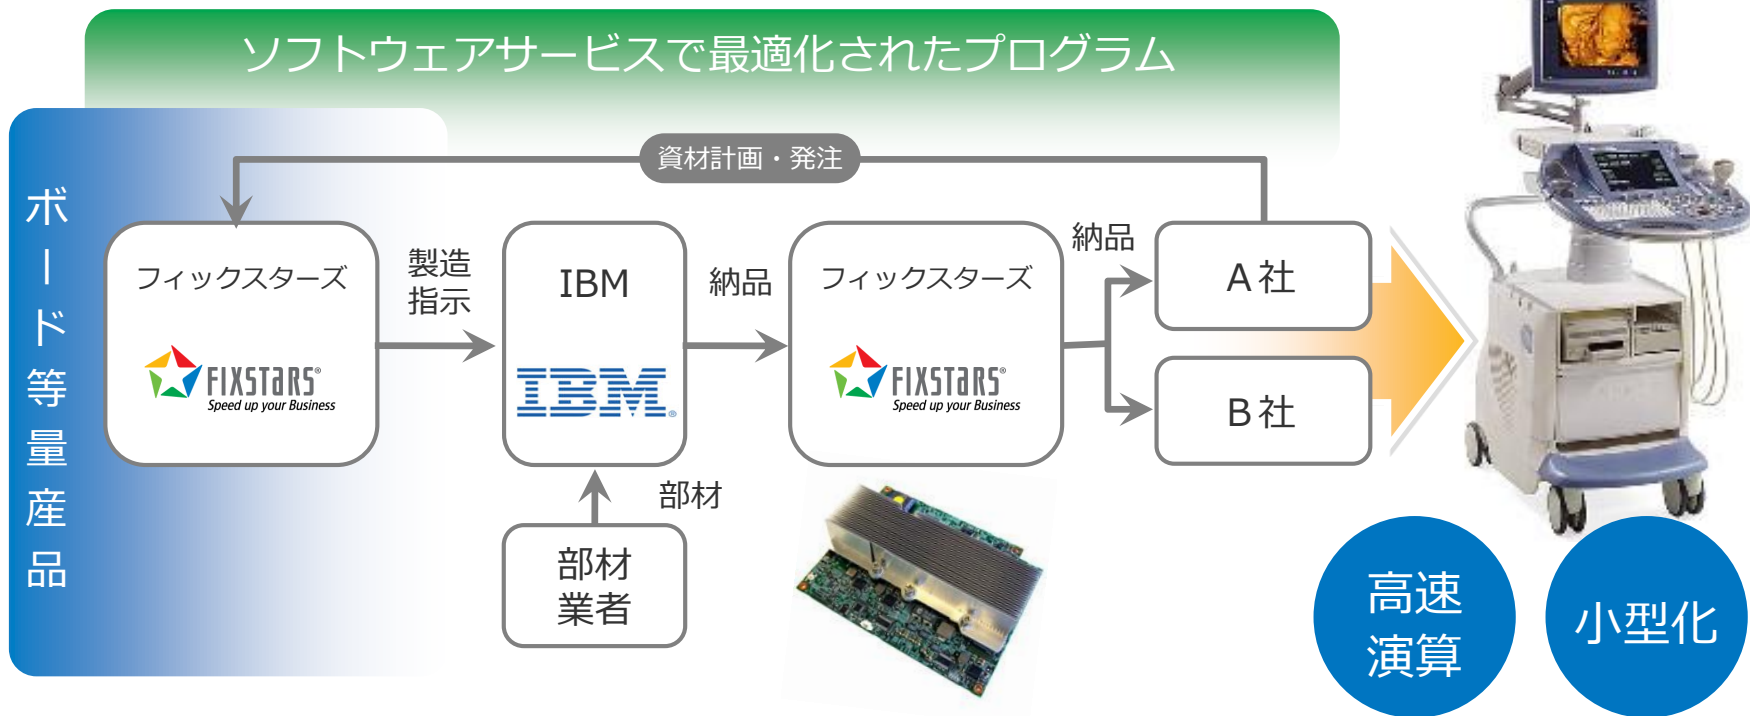 ソフトウェアサービスで最適化されたプログラム
資材計画・発注
ボード等量産品
フィックスターズ
FIXSTARS®
Speed up your Business
製造
指示
IBM
IBM®
納品
フィックスターズ
FIXSTARS®
Speed up your Business
納品
A社
B社
部材
部材
業者
高速
演算
小型化